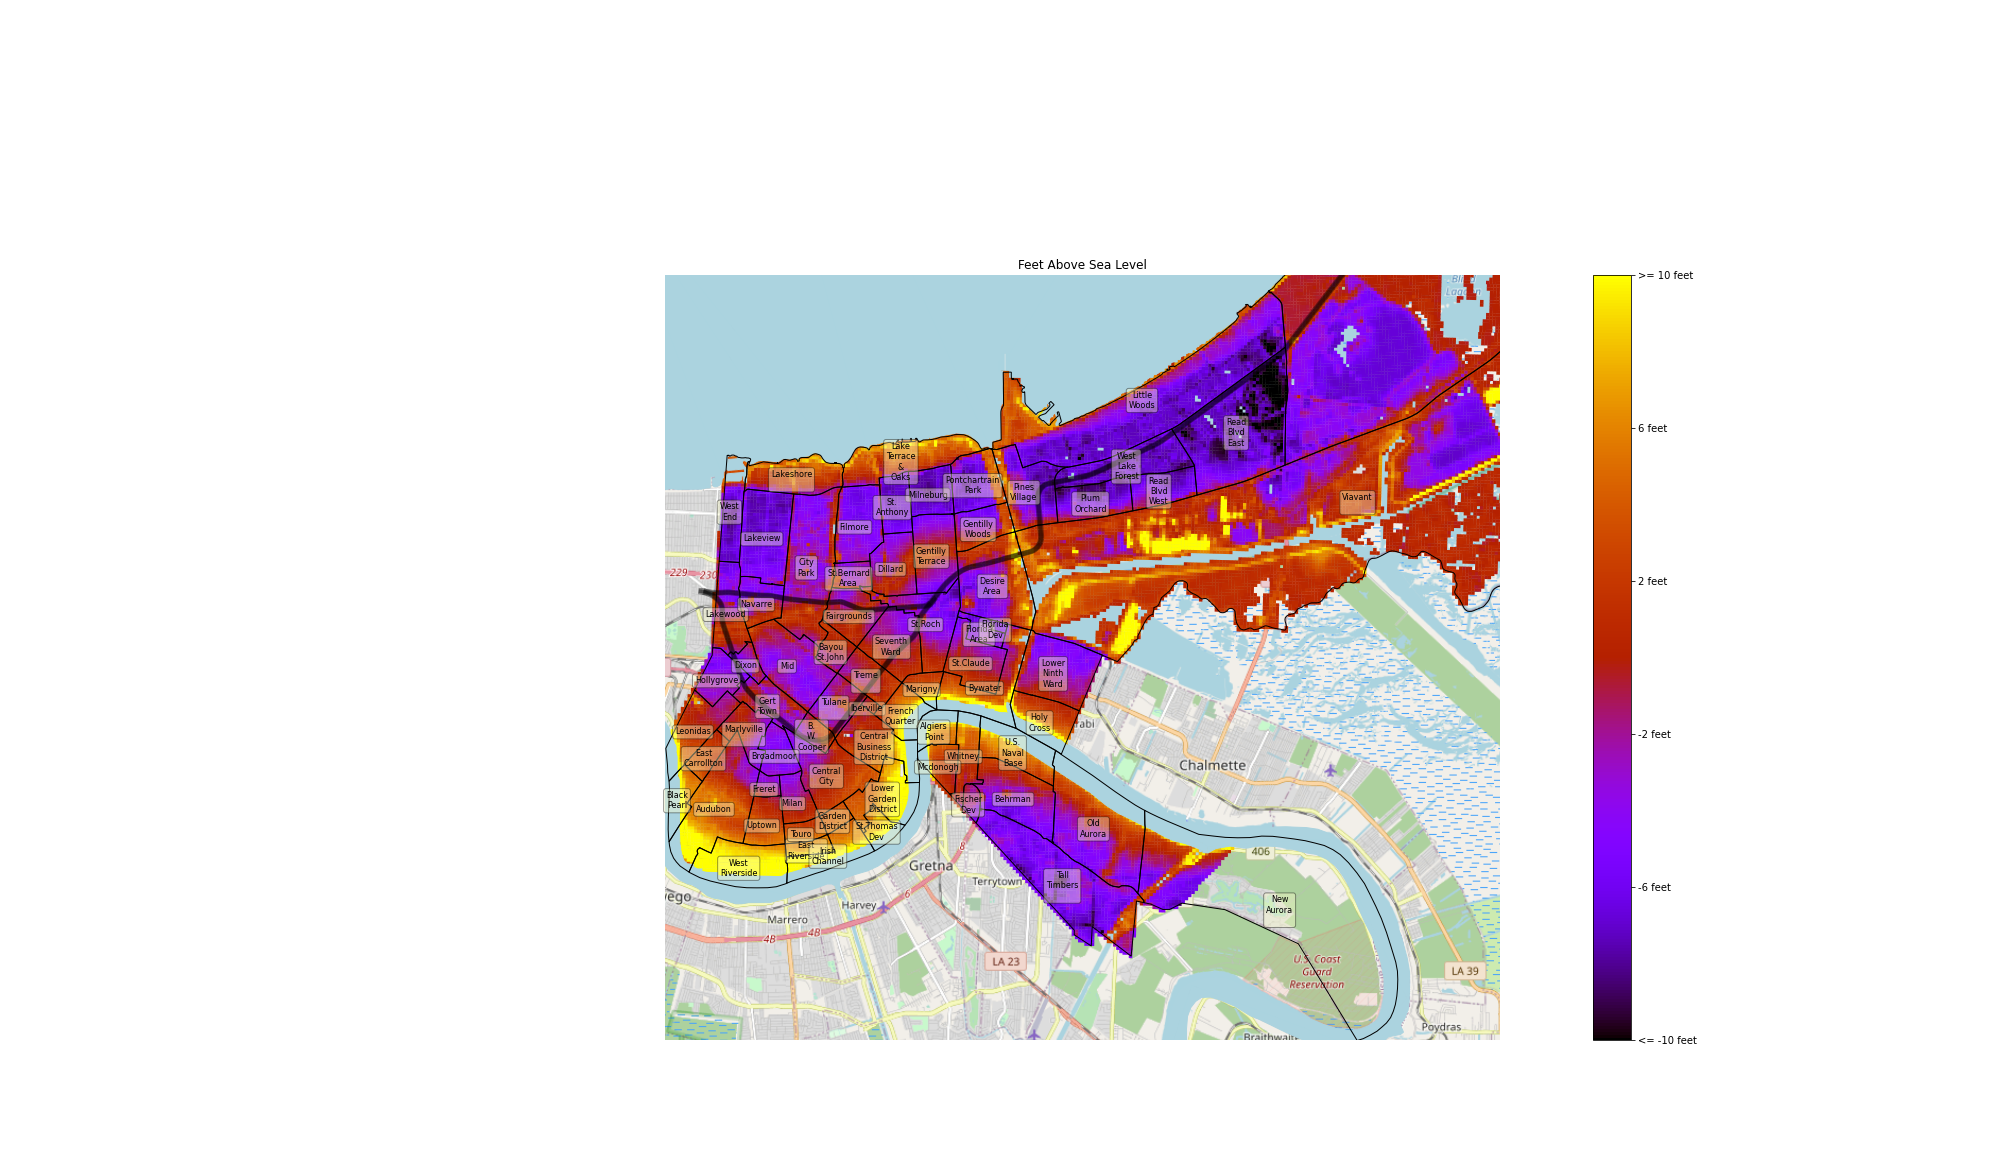 Feet Above Sea Level
>= 10 feet
6 feet
2 feet
-2 feet
-6 feet
<= -10 feet
Little
Woods
Read
Blvd
East
Lake
Terrace
&
Oaks
West
Lake
Forest
Lakeshore
Pontchartrain
Park
Pines
Village
Read
Blvd
West
Milneburg
Plum
Orchard
Viavant
St.
Anthony
West
End
Filmore
Gentilly
Woods
Lakeview
Gentilly
Terrace
City
Park
St.Bernard
Area
Dillard
229
230
Desire
Area
Navarre
Lakewood
Fairgrounds
St.Roch
Florida
Area
Florida
Dev
Seventh
Ward
Bayou
St.John
Dixon
Mid
St.Claude
Lower
Ninth
Ward
Hollygrove
Treme
Marigny
Bywater
Gert
Town
Tulane
Iberville
French
Quarter
Holy
Cross
rabi
Leonidas
Marlyville
B.
W.
Cooper
Algiers
Point
Central
Business
District
U.S.
Naval
Base
East
Carrollton
Broadmoor
Whitney
Mcdonogh
Chalmette
Central
City
Freret
Black
Pearl
Audubon
Milan
Lower
Garden
District
Fischer
Dev
Behrman
Uptown
Garden
District
St.Thomas
Dev
Old
Aurora
Touro
East
Riverside
Irish
Channel
8
406
West
Riverside
Gretna
Terrytown
Tall
Timbers
6
ego
Harvey
New
Aurora
Marrero
4B
4B
LA 23
U.S. Coast
Guard
Reservation
LA 39
Poydras